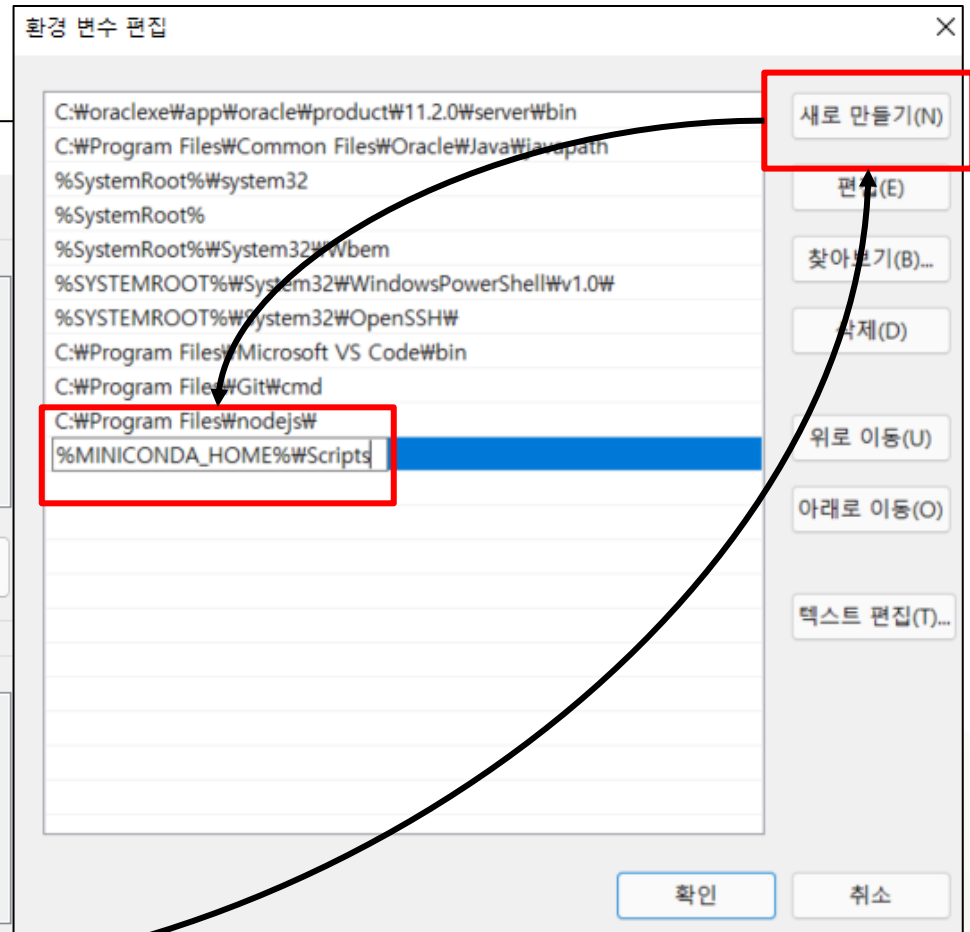 환경 변수 편집
C:₩oraclexe₩app₩oracle₩product₩11.2.0₩server₩bin
C:₩Program Files₩Common Files₩Oracle₩Java₩javapath
%SystemRoot%₩system32
%SystemRoot%
%SystemRoot%₩System32₩Wbem
%SYSTEMROOT%₩System32₩WindowsPowerShell₩v1.0₩
%SYSTEMROOT%₩System32₩OpenSSH₩
C:₩Program Files₩Microsoft VS Code₩bin
C:₩Program Files₩Git₩cmd
C:₩Program Files₩nodejs₩
%MINICONDA_HOME%₩Scripts
새로 만들기(N)
편집(E)
찾아보기(B)...
삭제(D)
위로 이동(U)
아래로 이동(O)
텍스트 편집(T)...
확인
취소